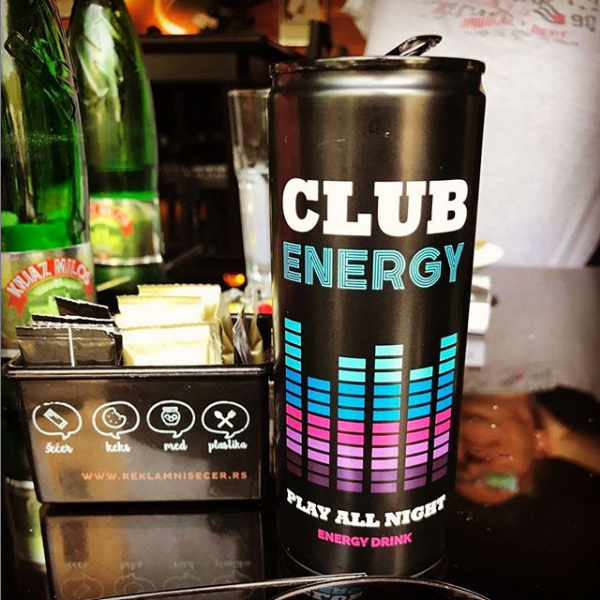 KNJAZ MILOŠ
CLUB
ENERGY
PLAY ALL NIGHT
ENERGY DRINK
šećer
keks
med
plastika
WWW.REKLAMNISECER.RS